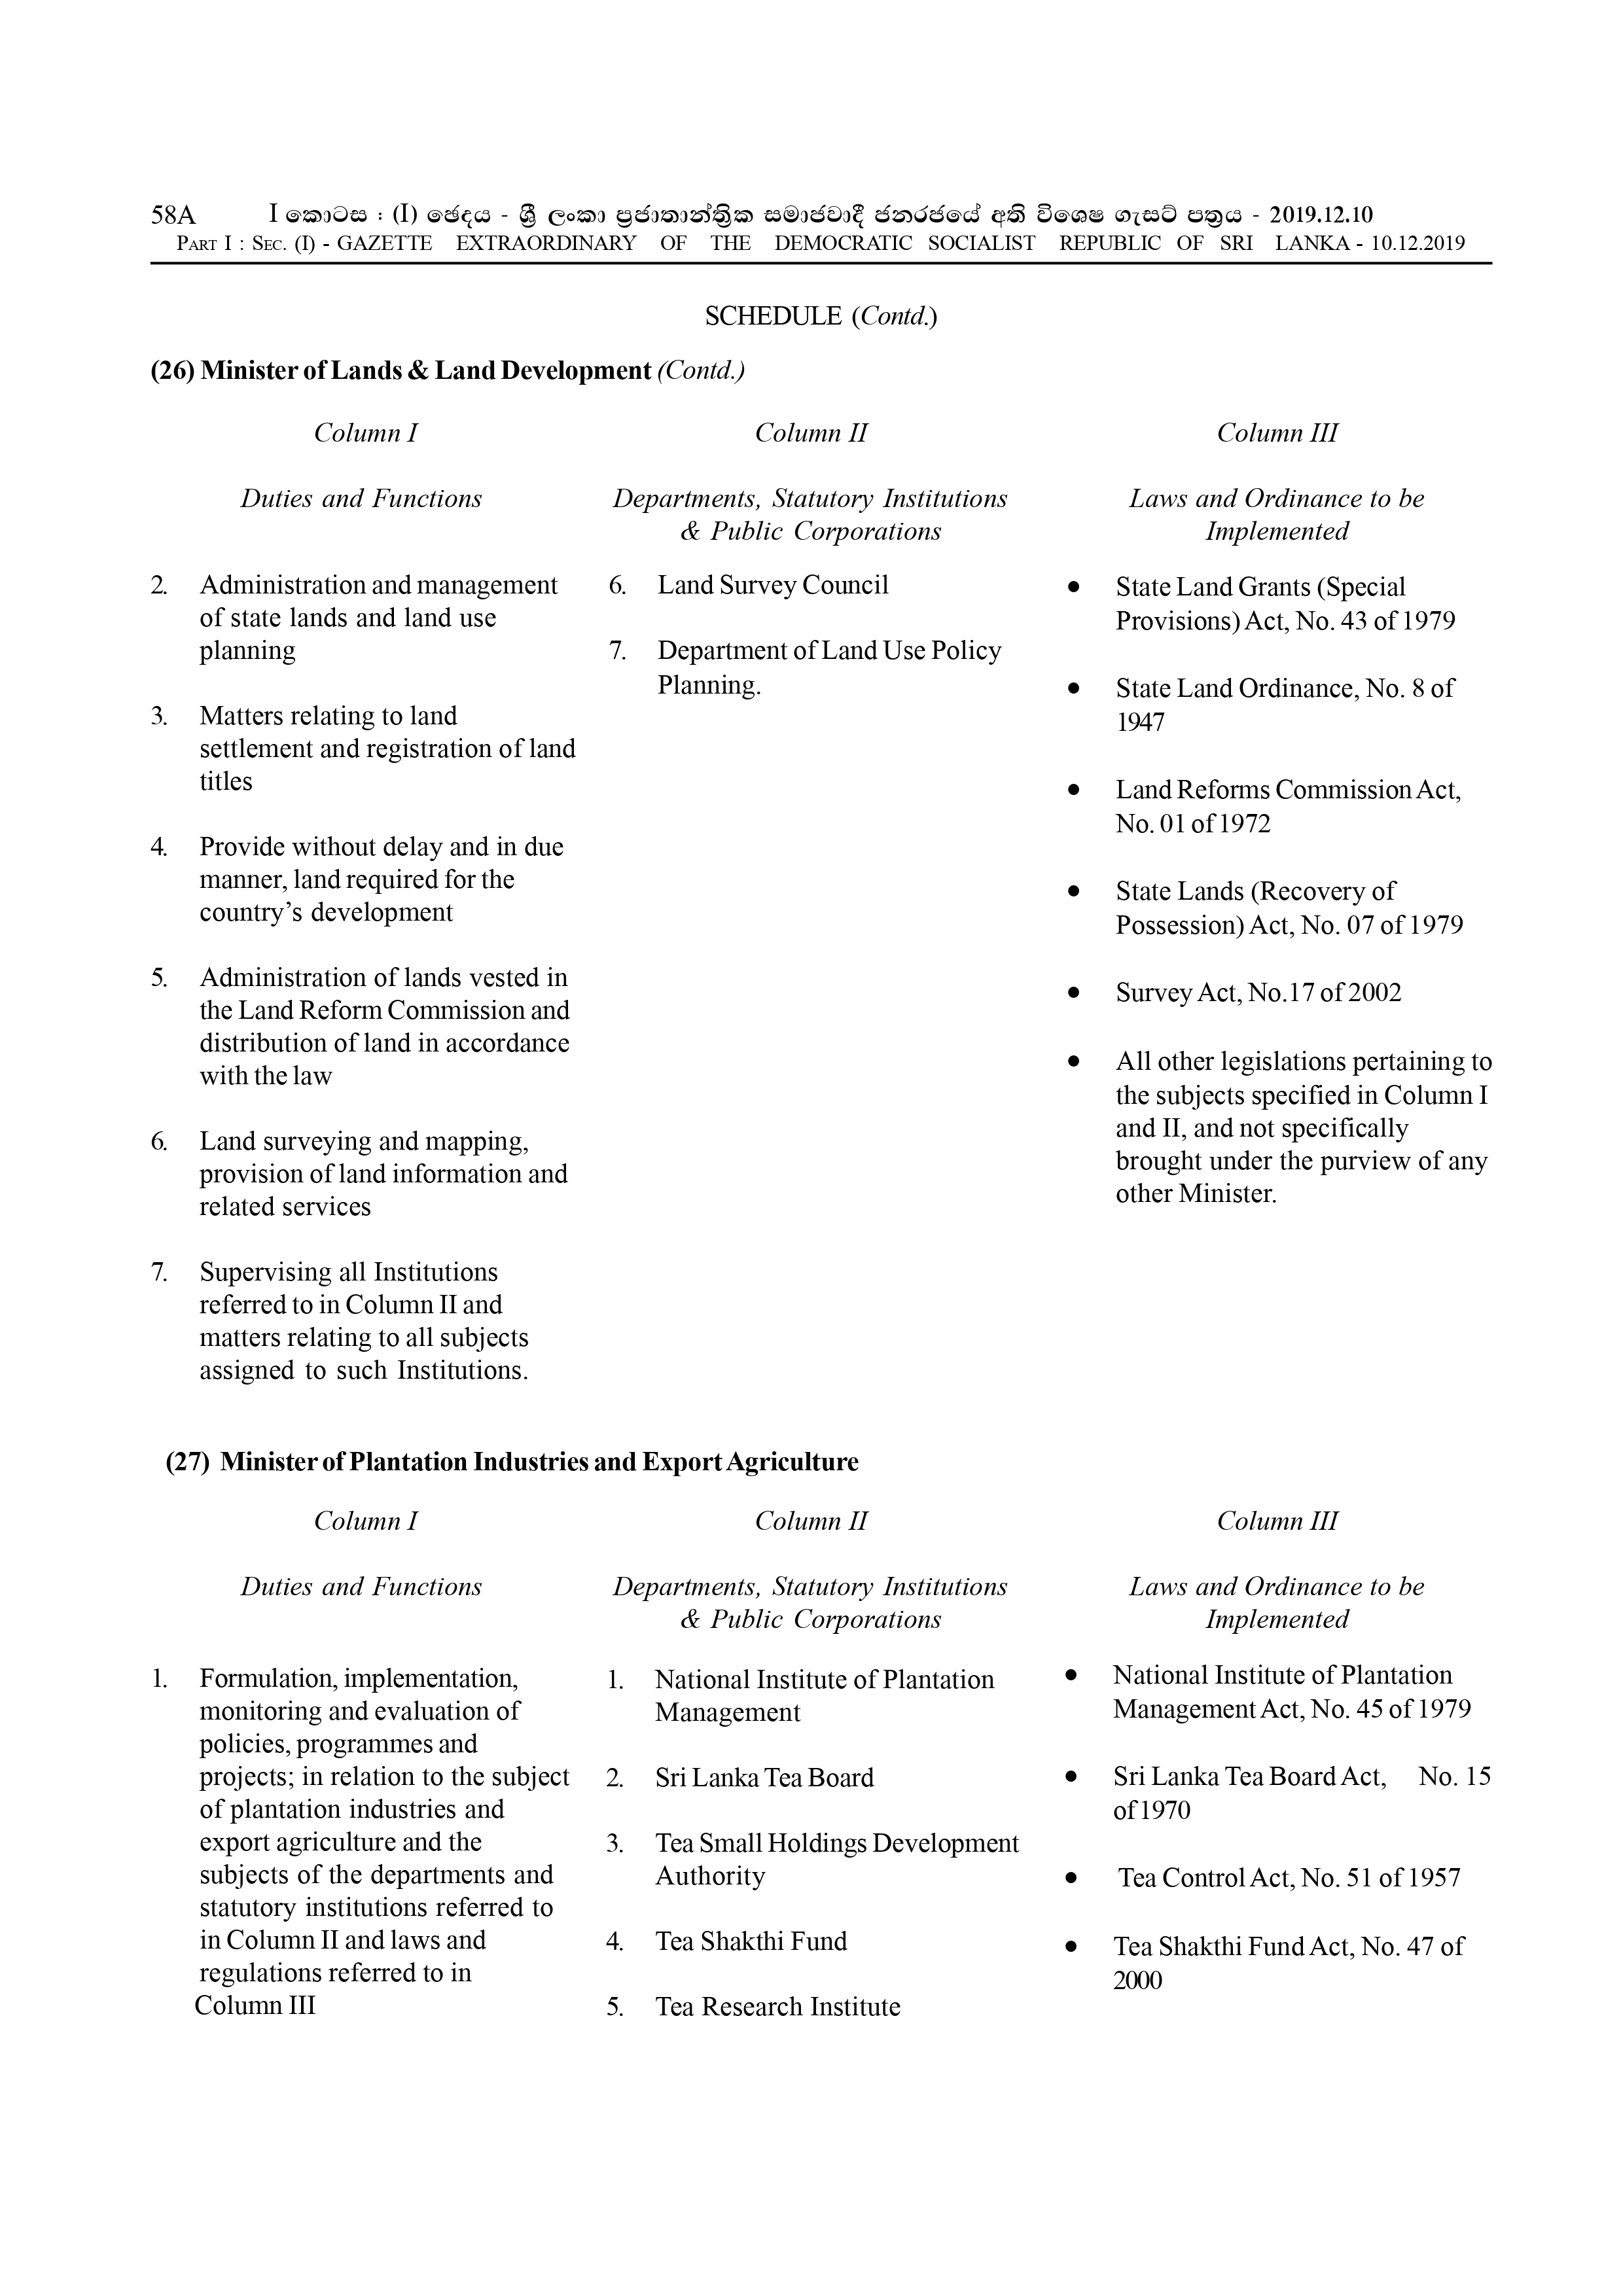 58A I කොටස : (I) ඡෙදය - ශ්‍රී ලංකා ප්‍රජාතාන්ත්‍රික සමාජවාදී ජනරජයේ අති විශෙෂ ගැසට් පත්‍රය - 2019.12.10
PART I : SEC. (I) - GAZETTE EXTRAORDINARY OF THE DEMOCRATIC SOCIALIST REPUBLIC OF SRI LANKA - 10.12.2019
SCHEDULE (Contd.)
(26) Minister of Lands & Land Development (Contd.)
Column I
Duties and Functions
2. Administration and management
of state lands and land use
planning
3. Matters relating to land
settlement and registration of land
titles
4. Provide without delay and in due
manner, land required for the
country’s development
5. Administration of lands vested in
the Land Reform Commission and
distribution of land in accordance
with the law
6. Land surveying and mapping,
provision of land information and
related services
7. Supervising all Institutions
referred to in Column II and
matters relating to all subjects
assigned to such Institutions.
Column II
Departments, Statutory Institutions
& Public Corporations
6. Land Survey Council
7. Department of Land Use Policy
Planning.
Column III
Laws and Ordinance to be
Implemented
• State Land Grants (Special
Provisions) Act, No. 43 of 1979
• State Land Ordinance, No. 8 of
1947
• Land Reforms Commission Act,
No. 01 of 1972
• State Lands (Recovery of
Possession) Act, No. 07 of 1979
• Survey Act, No.17 of 2002
• All other legislations pertaining to
the subjects specified in Column I
and II, and not specifically
brought under the purview of any
other Minister.
(27) Minister of Plantation Industries and Export Agriculture
Column I
Duties and Functions
1. Formulation, implementation,
monitoring and evaluation of
policies, programmes and
projects; in relation to the subject
of plantation industries and
export agriculture and the
subjects of the departments and
statutory institutions referred to
in Column II and laws and
regulations referred to in
Column III
Column II
Departments, Statutory Institutions
& Public Corporations
1. National Institute of Plantation
Management
2. Sri Lanka Tea Board
3. Tea Small Holdings Development
Authority
4. Tea Shakthi Fund
5. Tea Research Institute
Column III
Laws and Ordinance to be
Implemented
• National Institute of Plantation
Management Act, No. 45 of 1979
• Sri Lanka Tea Board Act, No. 15
of 1970
• Tea Control Act, No. 51 of 1957
• Tea Shakthi Fund Act, No. 47 of
2000